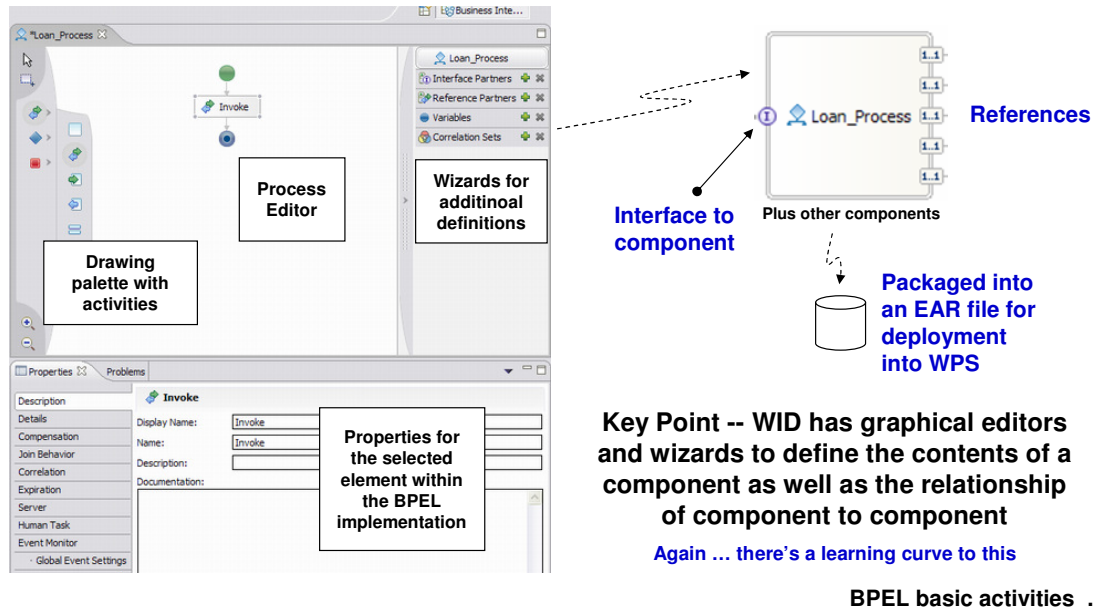 Business Inte...
*Loan_Process
Loan_Process
Interface Partners
Reference Partners
Variables
Correlation Sets
Invoke
Process
Editor
Wizards for
additinoal
definitions
Drawing
palette with
activities
Properties
Problems
Description
Details
Compensation
Join Behavior
Correlation
Expiration
Server
Human Task
Event Monitor
· Global Event Settings
Invoke
Display Name:
Invoke
Name:
Invoke
Description:
Documentation:
Properties for
the selected
element within
the BPEL
implementation
1..1
1..1
I
Loan_Process
1..1
References
1..1
1..1
Interface to
component
Plus other components
Packaged into
an EAR file for
deployment
into WPS
Key Point -- WID has graphical editors
and wizards to define the contents of a
component as well as the relationship
of component to component
Again … there's a learning curve to this
BPEL basic activities .